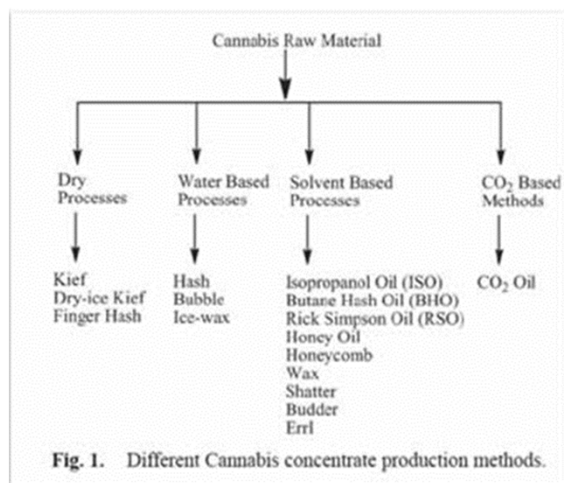 Cannabis Raw Material
Dry
Processes
Water Based
Processes
Solvent Based
Processes
CO₂ Based
Methods
Kief
Dry-ice Kief
Finger Hash
Hash
Bubble
Ice-wax
Isopropanol Oil (ISO)
Butane Hash Oil (BHO)
Rick Simpson Oil (RSO)
Honey Oil
Honeycomb
Wax
Shatter
Budder
Errl
CO₂ Oil
Fig. 1. Different Cannabis concentrate production methods.